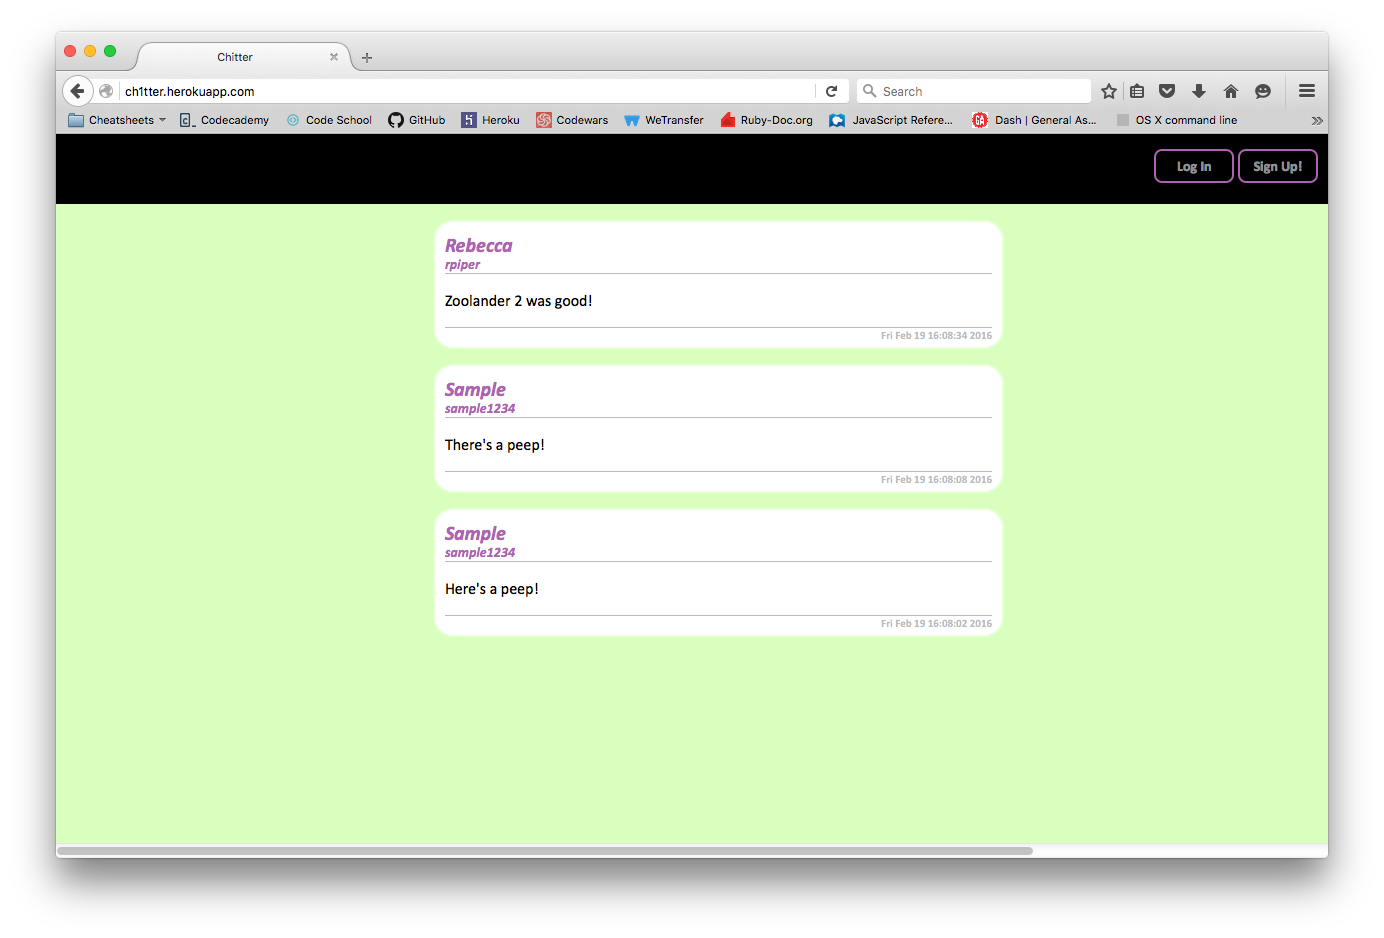 Chitter
ch1tter.herokuapp.com
Search
Cheatsheets
Codecademy
Code School
GitHub
Heroku
Codewars
WeTransfer
Ruby-Doc.org
JavaScript Refere...
GA
Dash | General As...
OS X command line
Log In
Sign Up!
Rebecca
rpiper
Zoolander 2 was good!
Fri Feb 19 16:08:34 2016
Sample
sample1234
There's a peep!
Fri Feb 19 16:08:08 2016
Sample
sample1234
Here's a peep!
Fri Feb 19 16:08:02 2016